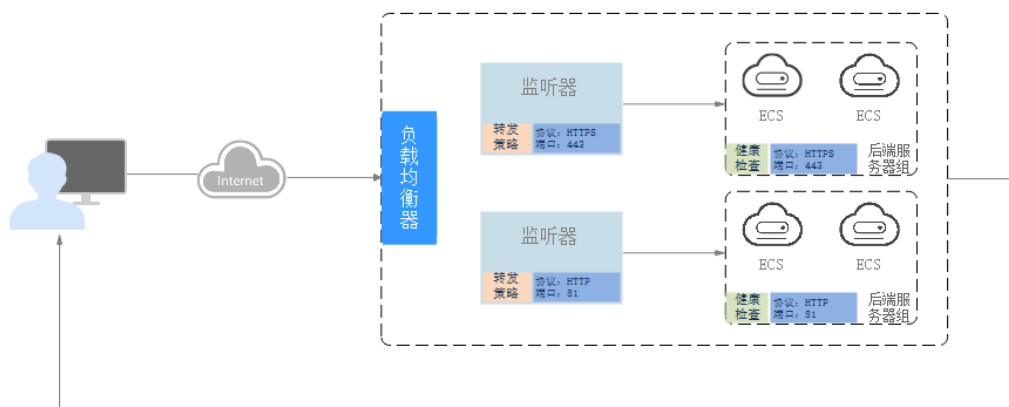 监听器
转发
策略
协议: HTTPS
端口: 443
ECS
ECS
健康
检查
协议: HTTPS
端口: 443
后端服
务器组
Internet
负
载
均
衡
器
监听器
转发
策略
协议: HTTP
端口: 81
ECS
ECS
健康
检查
协议: HTTP
端口: 81
后端服
务器组